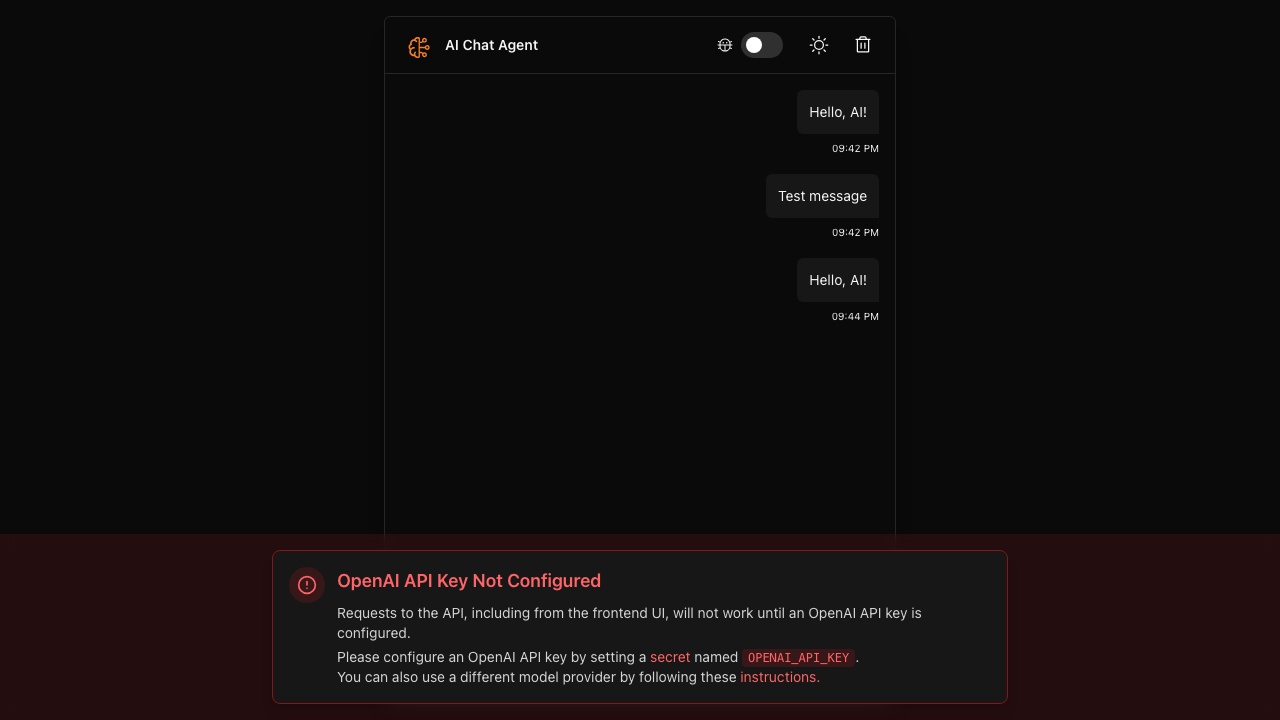 AI Chat Agent
Hello, AI!
09:42 PM
Test message
09:42 PM
Hello, AI!
09:44 PM
OpenAI API Key Not Configured
Requests to the API, including from the frontend UI, will not work until an OpenAI API key is
configured.
Please configure an OpenAI API key by setting a secret named OPENAI_API_KEY.
You can also use a different model provider by following these instructions.